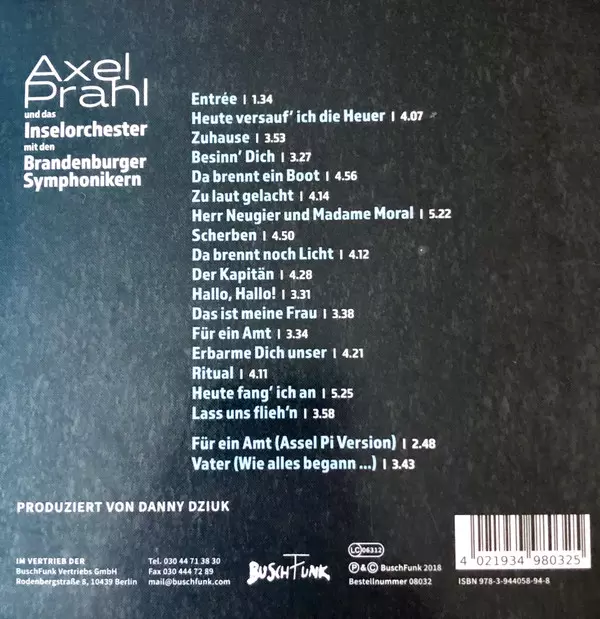 Axel
Prahl
und das
Inselorchester
mit den
Brandenburger
Symphonikern
Entrée | 1.34
Heute versauf' ich die Heuer | 4.07
Zuhause | 3.53
Besinn' Dich | 3.27
Da brennt ein Boot | 4.56
Zu laut gelacht | 4.14
Herr Neugier und Madame Moral | 5.22
Scherben | 4.50
Da brennt noch Licht | 4.12
Der Kapitän | 4.28
Hallo, Hallo! | 3.31
Das ist meine Frau | 3.38
Für ein Amt | 3.34
Erbarme Dich unser | 4.21
Ritual | 4.11
Heute fang' ich an | 5.25
Lass uns flieh'n | 3.58
Für ein Amt (Assel Pi Version) | 2.48
Vater (Wie alles begann ...) | 3.43
PRODUZIERT VON DANNY DZIUK
IM VERTRIEB DER
BuschFunk Vertriebs GmbH
Rodenbergstraße 8, 10439 Berlin
Tel. 030 44 71 38 30
Fax 030 444 72 89
mail@buschfunk.com
BUSCHFUNK
LC 06312
P & © BuschFunk 2018
Bestellnummer 08032
4 021934 980325
ISBN 978-3-944058-94-8